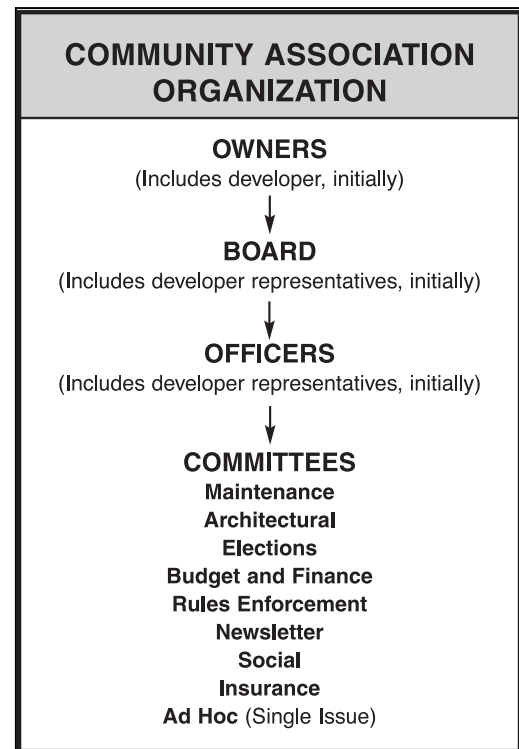 COMMUNITY ASSOCIATION
ORGANIZATION
OWNERS
(Includes developer, initially)
BOARD
(Includes developer representatives, initially)
OFFICERS
(Includes developer representatives, initially)
COMMITTEES
Maintenance
Architectural
Elections
Budget and Finance
Rules Enforcement
Newsletter
Social
Insurance
Ad Hoc (Single Issue)